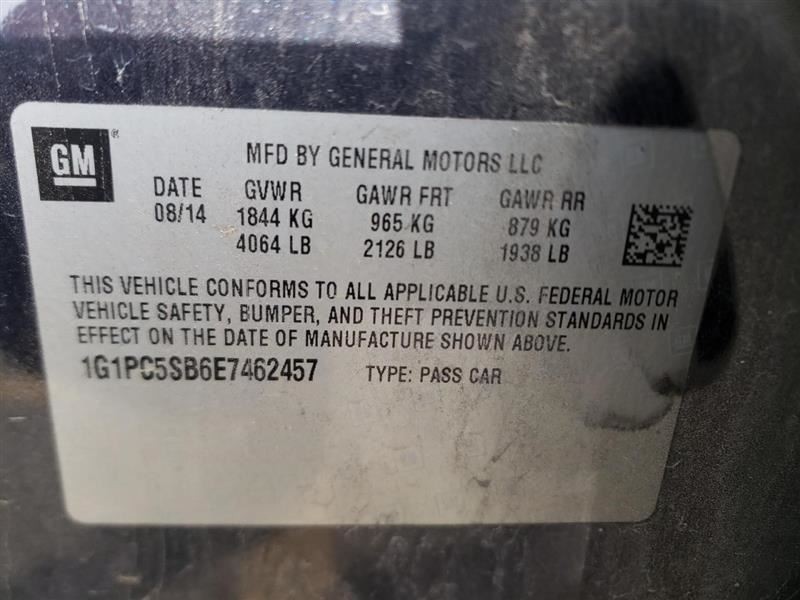 GM ® MFD BY GENERAL MOTORS LLC
DATE GVWR GAWR FRT GAWR RR
08/14 1844 KG 965 KG 879 KG
4064 LB 2126 LB 1938 LB
THIS VEHICLE CONFORMS TO ALL APPLICABLE U.S. FEDERAL MOTOR
VEHICLE SAFETY, BUMPER, AND THEFT PREVENTION STANDARDS IN
EFFECT ON THE DATE OF MANUFACTURE SHOWN ABOVE.
1G1PC5SB6E7462457 TYPE: PASS CAR